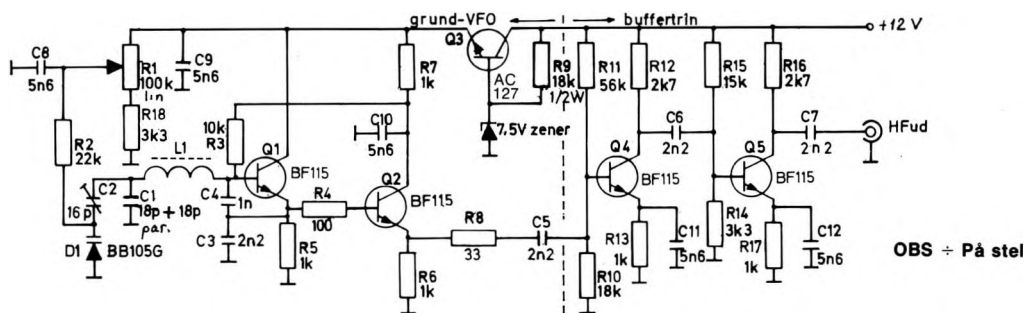 grund-VFO
buffertrin
+12 V
C8
5n6
R1
100k
lin
C9
5n6
R18
3k3
R2
22k
L1
10k
R3
C2
16p
C1
18p + 18p
par.
C4
1n
C3
2n2
D1
BB105G
Q1
BF115
R4
100
R5
1k
R7
1k
C10
5n6
Q2
BF115
R6
1k
Q3
AC
127
R9
18k
1/2W
7,5V zener
R8
33
C5
2n2
R11
56k
R10
18k
R12
2k7
Q4
BF115
R13
1k
C11
5n6
C6
2n2
R15
15k
R14
3k3
R16
2k7
Q5
BF115
R17
1k
C12
5n6
C7
2n2
HFud
OBS ÷ På stel